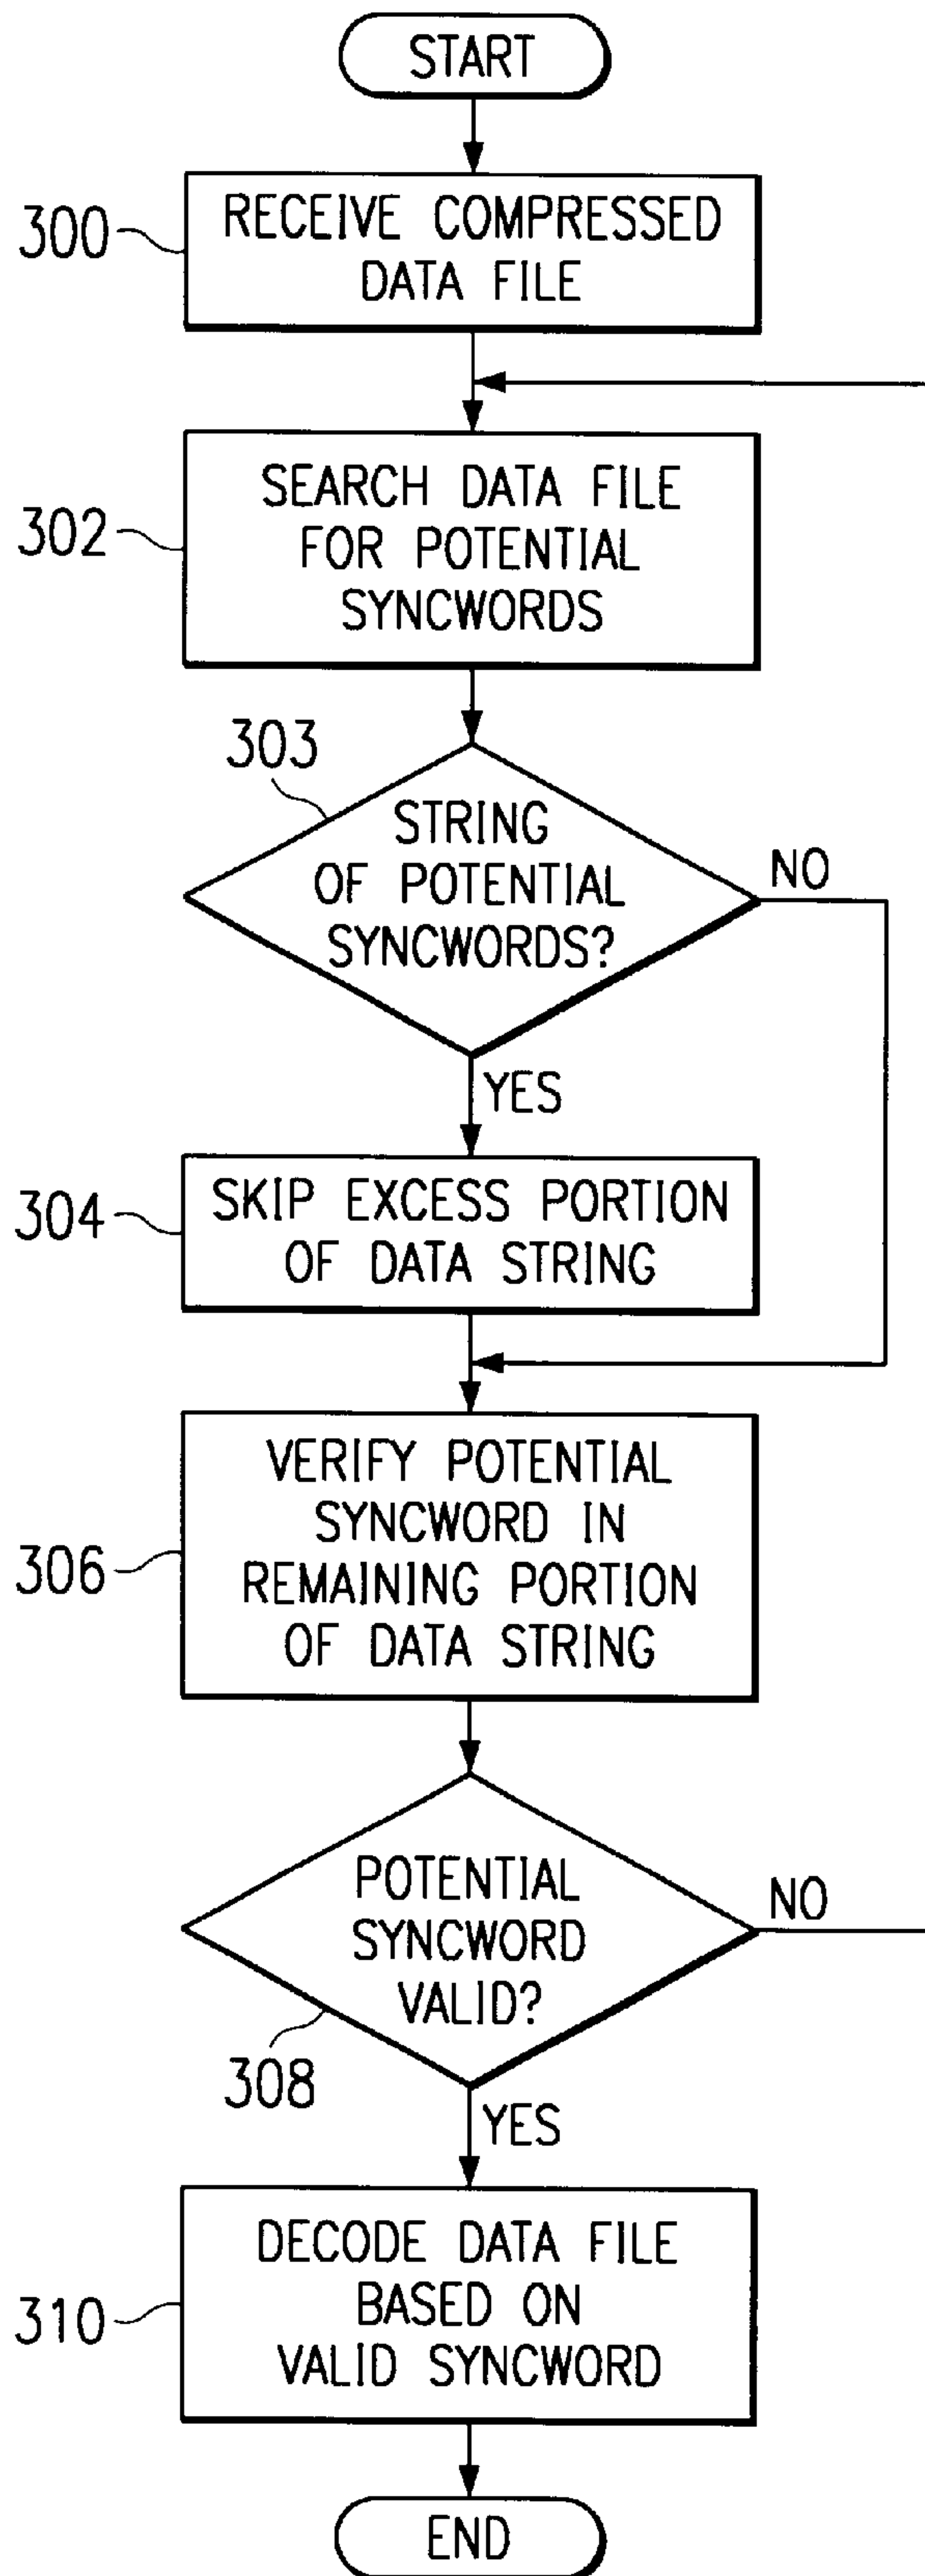 START
300
RECEIVE COMPRESSED
DATA FILE
302
SEARCH DATA FILE
FOR POTENTIAL
SYNCWORDS
303
STRING
OF POTENTIAL
SYNCWORDS?
NO
YES
304
SKIP EXCESS PORTION
OF DATA STRING
306
VERIFY POTENTIAL
SYNCWORD IN
REMAINING PORTION
OF DATA STRING
POTENTIAL
SYNCWORD
VALID?
NO
308
YES
310
DECODE DATA FILE
BASED ON
VALID SYNCWORD
END